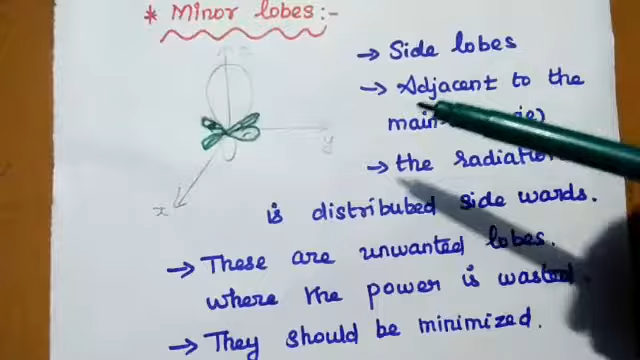 * Minor lobes:-
z
y
x
→ Side lobes
→ Adjacent to the
main
→ the radiation
is distributed side wards.
→ These are unwanted lobes.
where the power is wasted.
→ They should be minimized.